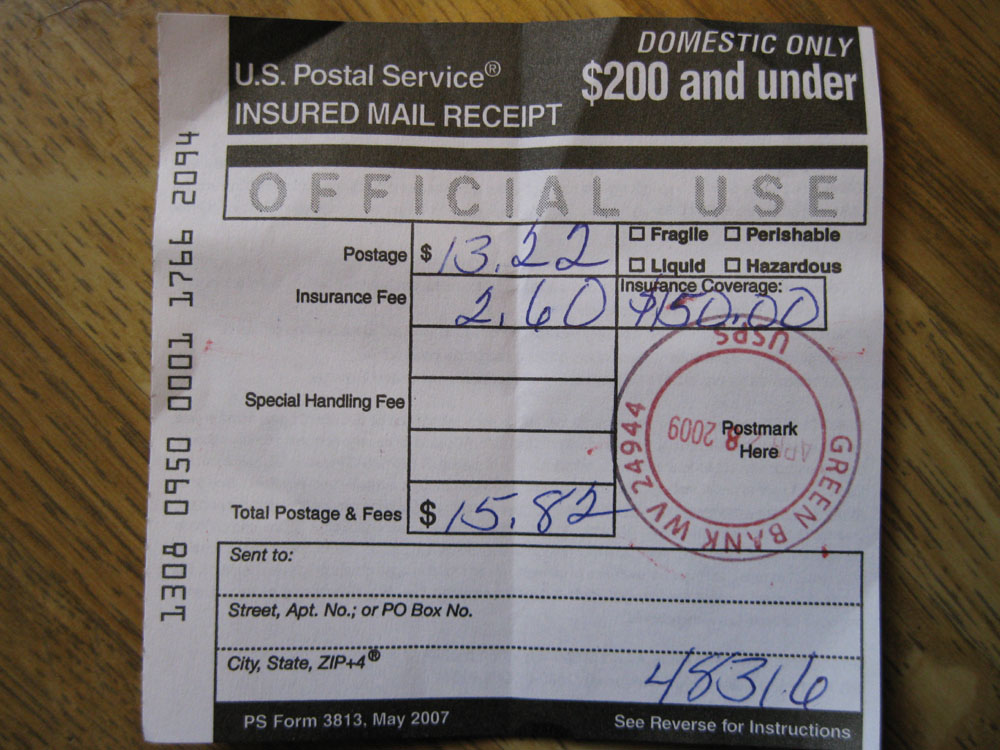 DOMESTIC ONLY
U.S. Postal Service®
$200 and under
INSURED MAIL RECEIPT
OFFICIAL USE
Postage $ 13.22
☐ Fragile ☐ Perishable
☐ Liquid ☐ Hazardous
Insurance Fee 2.60
Insurance Coverage:
$150.00
Special Handling Fee
Postmark
Here
USPS
GREEN BANK WV 24944
APR 28 2009
Total Postage & Fees $ 15.82
Sent to:
Street, Apt. No.; or PO Box No.
City, State, ZIP+4®
48316
PS Form 3813, May 2007
See Reverse for Instructions
1308 0950 0001 1766 2094